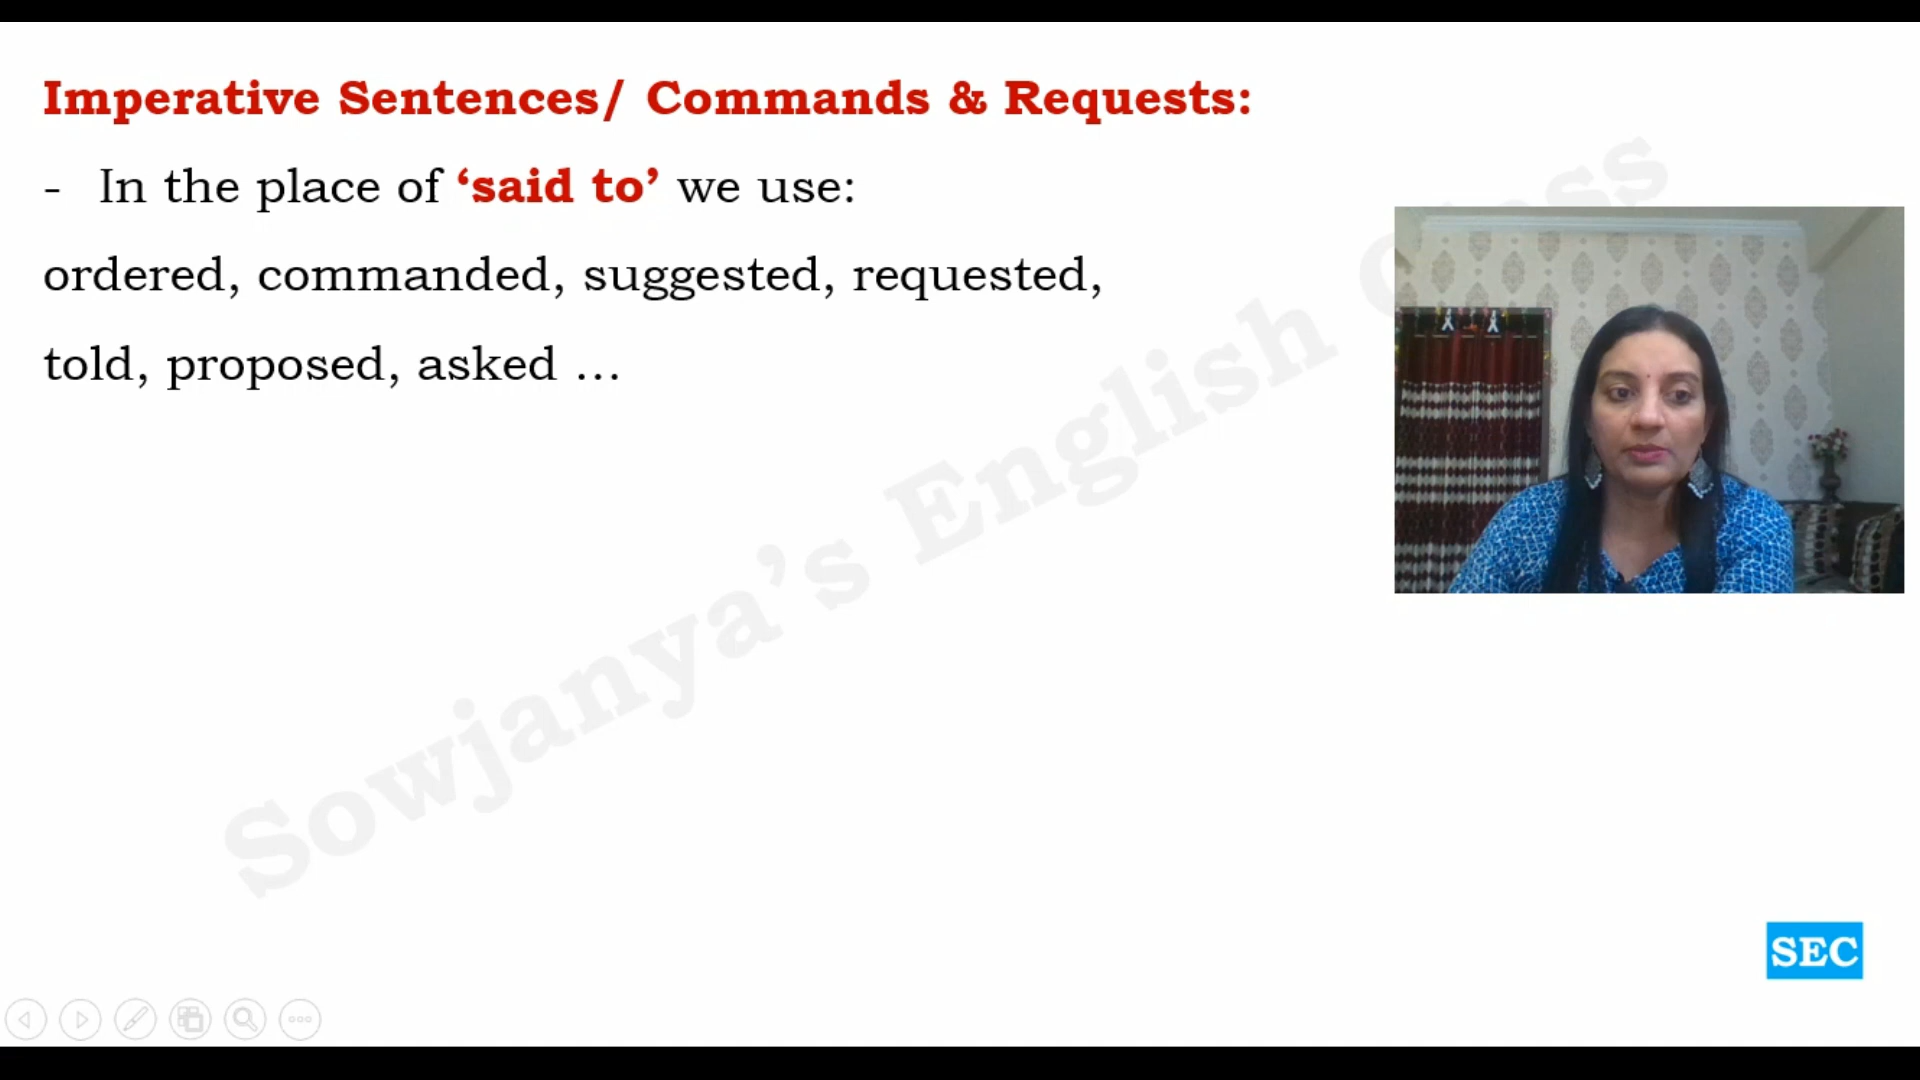 Imperative Sentences/ Commands & Requests:
- In the place of ‘said to’ we use:
ordered, commanded, suggested, requested,
told, proposed, asked ...
Sowjanya’s English Class
SEC